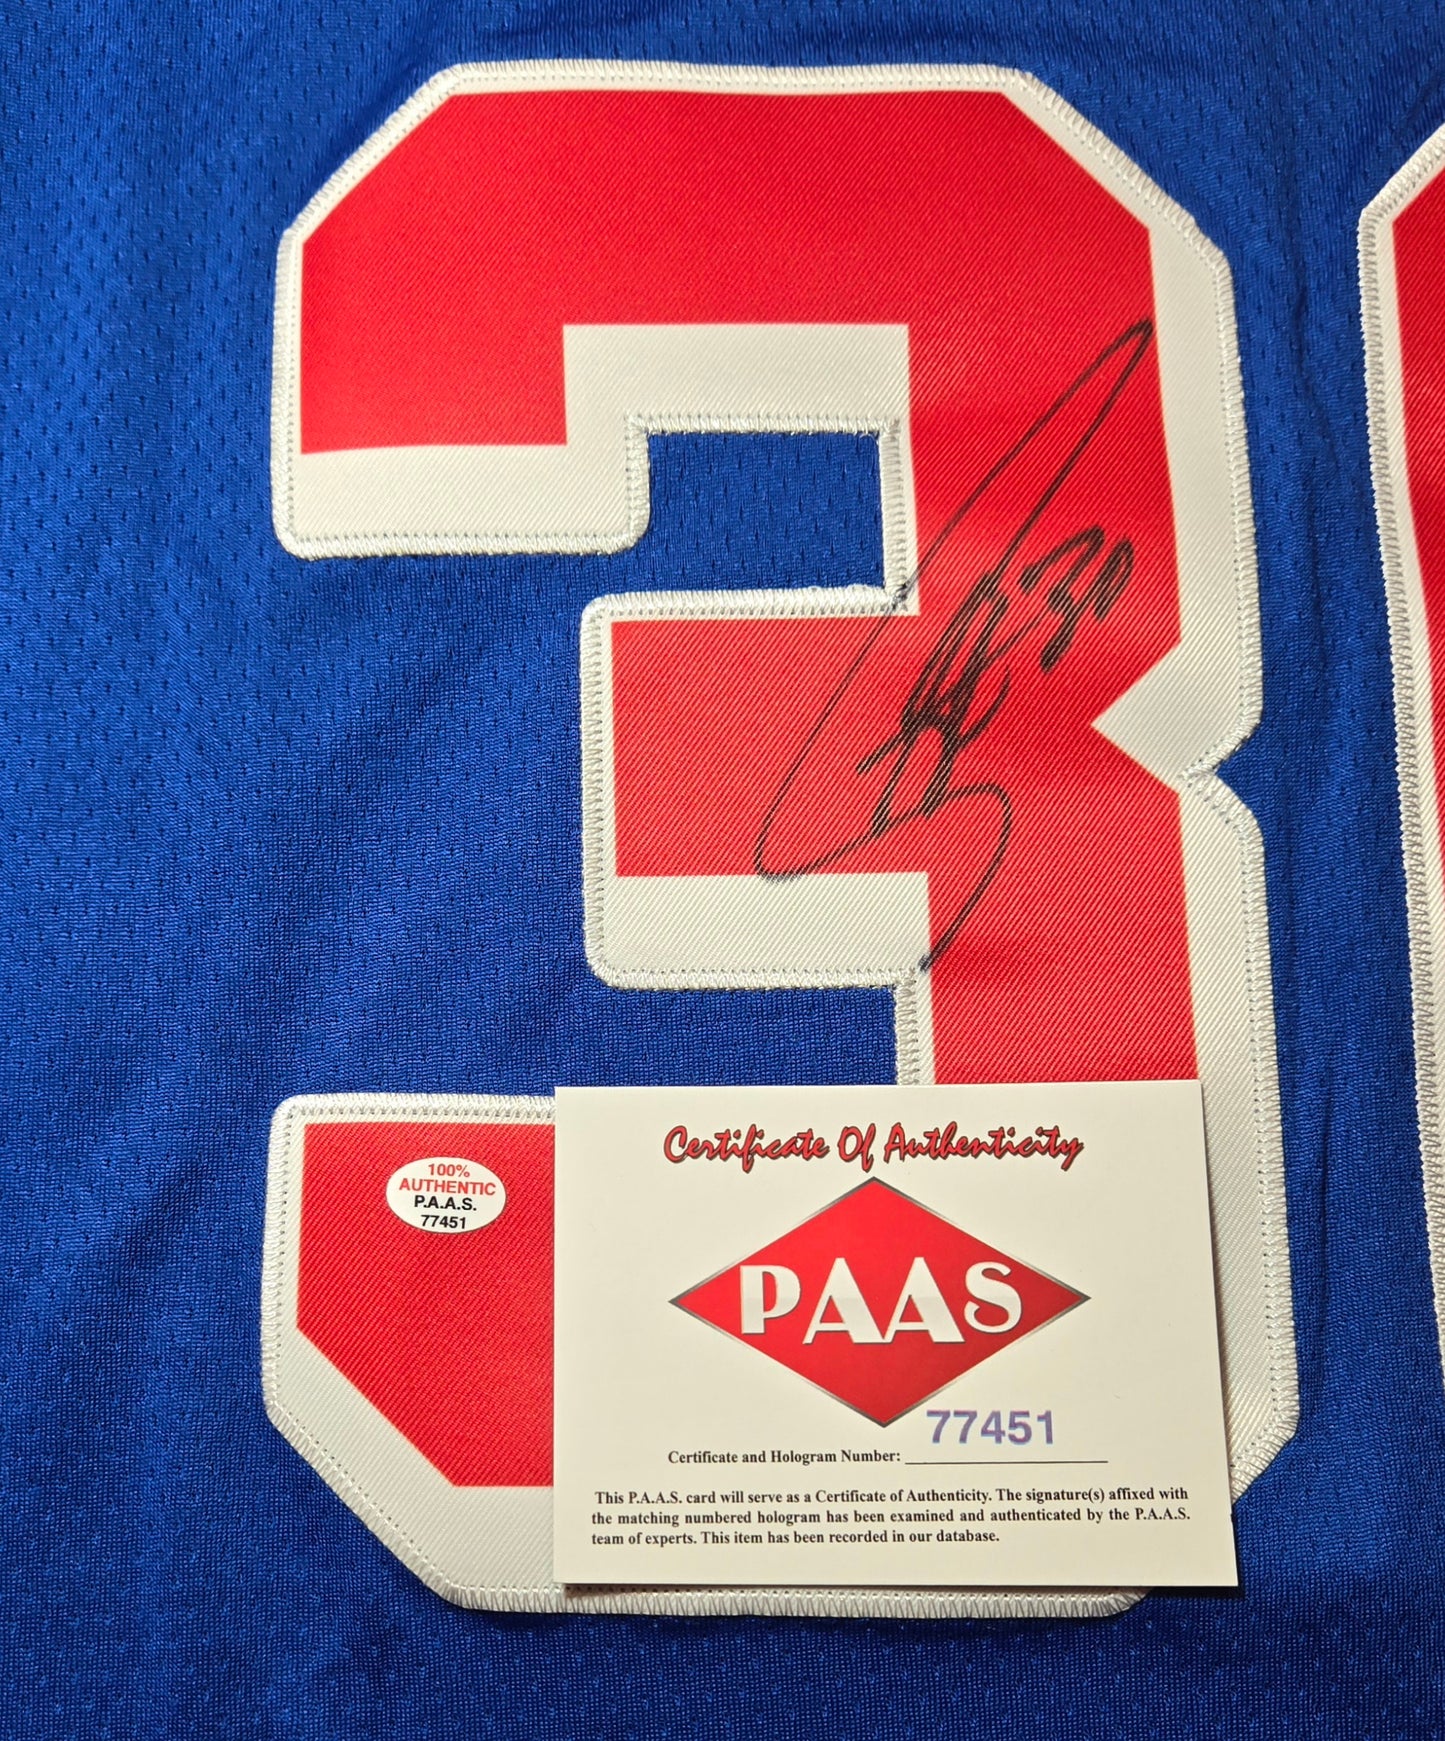 3
30
100%
AUTHENTIC
P.A.A.S.
77451
Certificate Of Authenticity
PAAS
77451
Certificate and Hologram Number:
This P.A.A.S. card will serve as a Certificate of Authenticity. The signature(s) affixed with
the matching numbered hologram has been examined and authenticated by the P.A.A.S.
team of experts. This item has been recorded in our database.